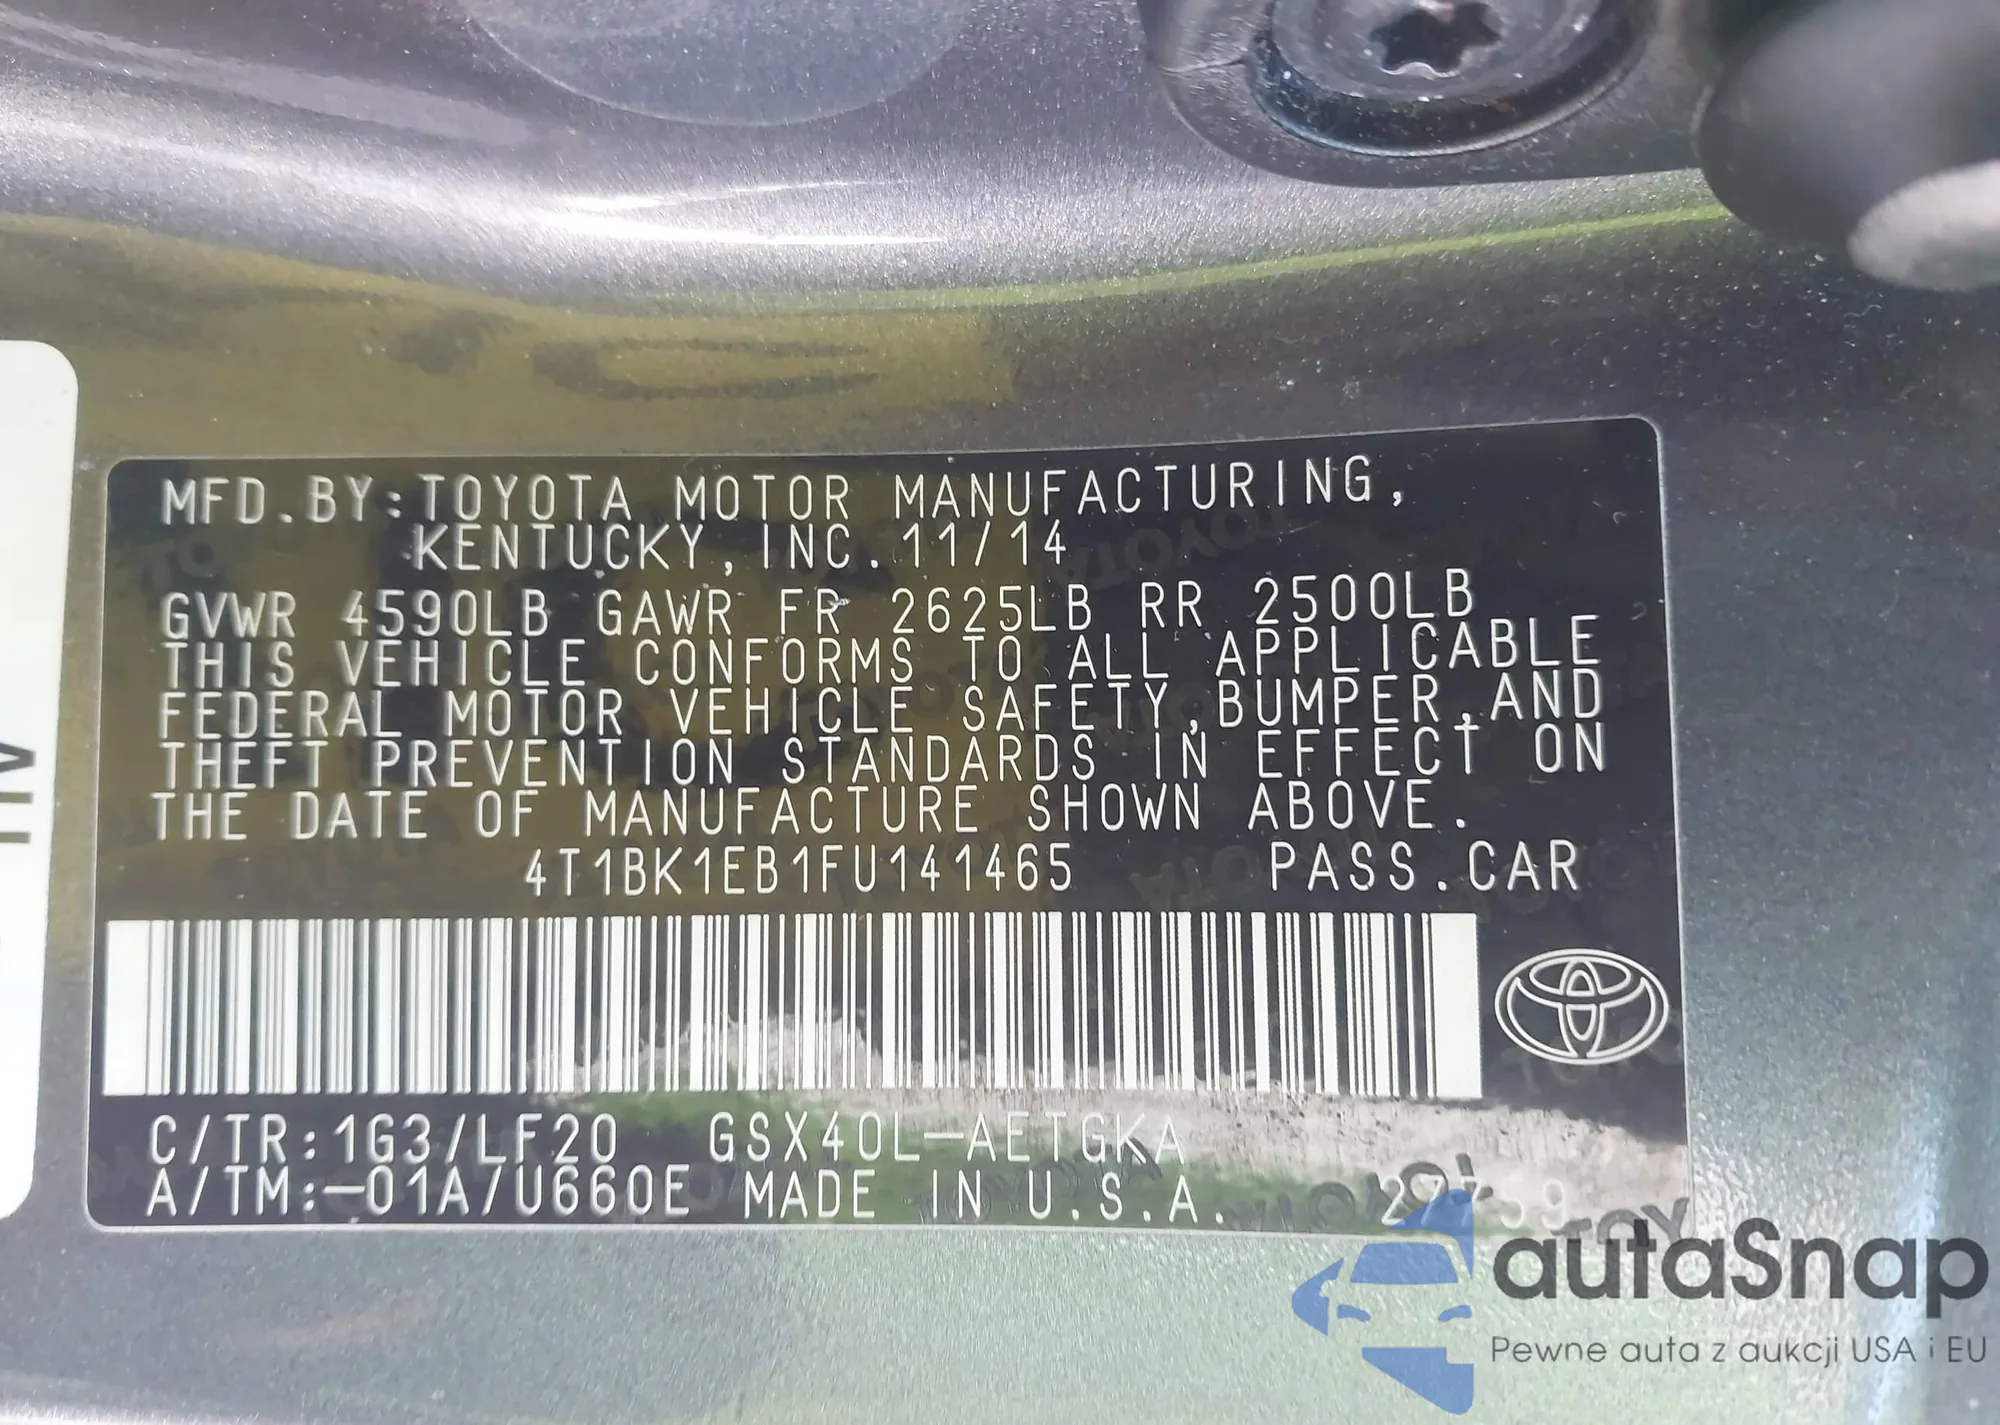 MFD.BY:TOYOTA MOTOR MANUFACTURING,
KENTUCKY,INC.11/14
GVWR 4590LB GAWR FR 2625LB RR 2500LB
THIS VEHICLE CONFORMS TO ALL APPLICABLE
FEDERAL MOTOR VEHICLE SAFETY,BUMPER,AND
THEFT PREVENTION STANDARDS IN EFFECT ON
THE DATE OF MANUFACTURE SHOWN ABOVE.
4T1BK1EB1FU141465 PASS.CAR
C/TR:1G3/LF20 GSX40L-AETGKA
A/TM:-01A/U660E MADE IN U.S.A.
autaSnap
Pewne auta z aukcji USA i EU